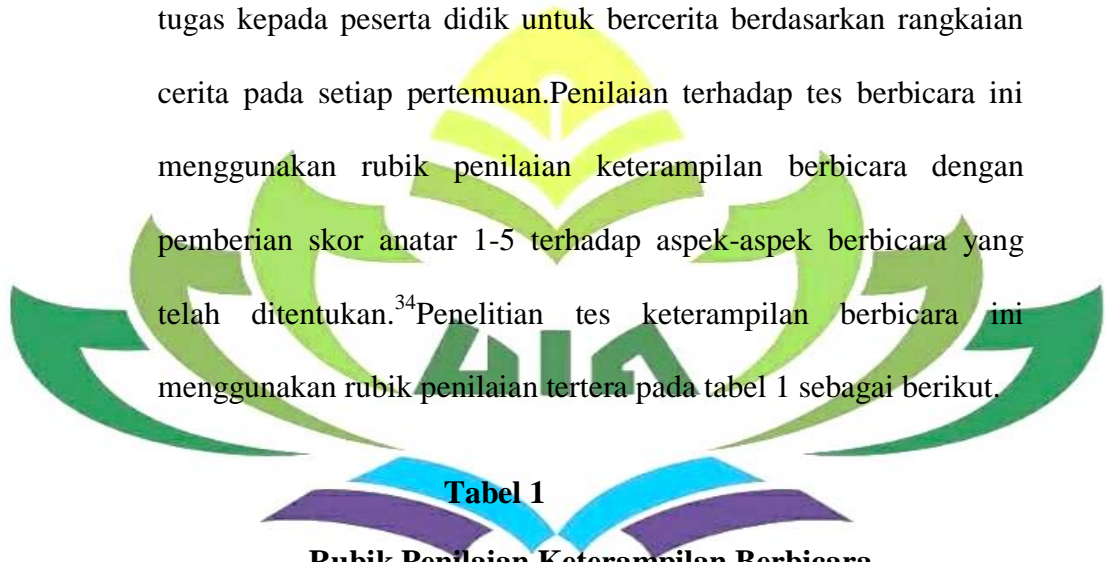 tugas kepada peserta didik untuk bercerita berdasarkan rangkaian
cerita pada setiap pertemuan.Penilaian terhadap tes berbicara ini
menggunakan rubik penilaian keterampilan berbicara dengan
pemberian skor anatar 1-5 terhadap aspek-aspek berbicara yang
telah ditentukan.³⁴Penelitian tes keterampilan berbicara ini
menggunakan rubik penilaian tertera pada tabel 1 sebagai berikut.
Tabel 1
Rubik Penilaian Keterampilan Berbicara